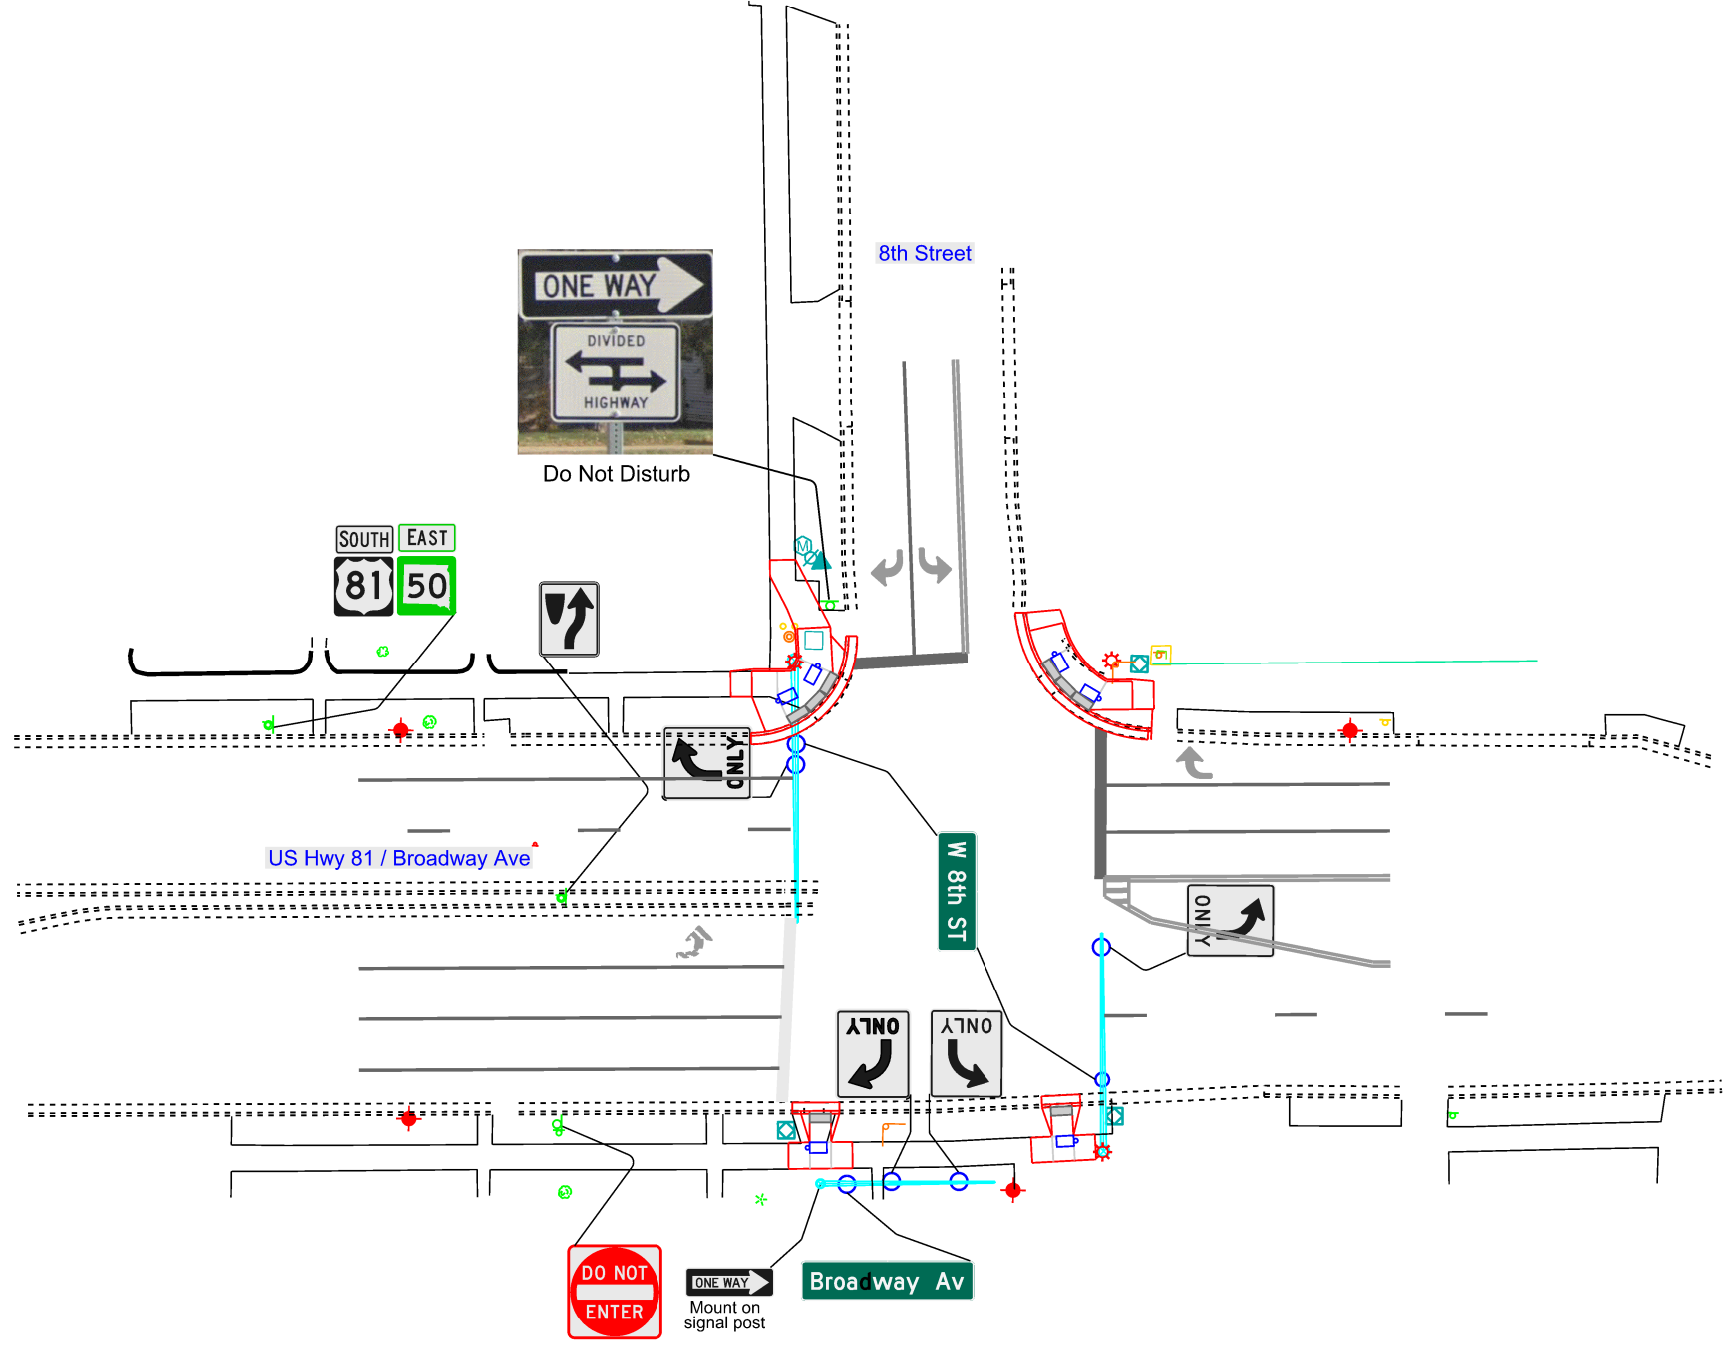 8th Street
ONE WAY
DIVIDED
HIGHWAY
Do Not Disturb
SOUTH
EAST
81
50
M
P
P
ONLY
US Hwy 81 / Broadway Ave
W 8th ST
ONLY
ONLY
ONLY
DO NOT
ENTER
ONE WAY
Mount on
signal post
Broadway Av